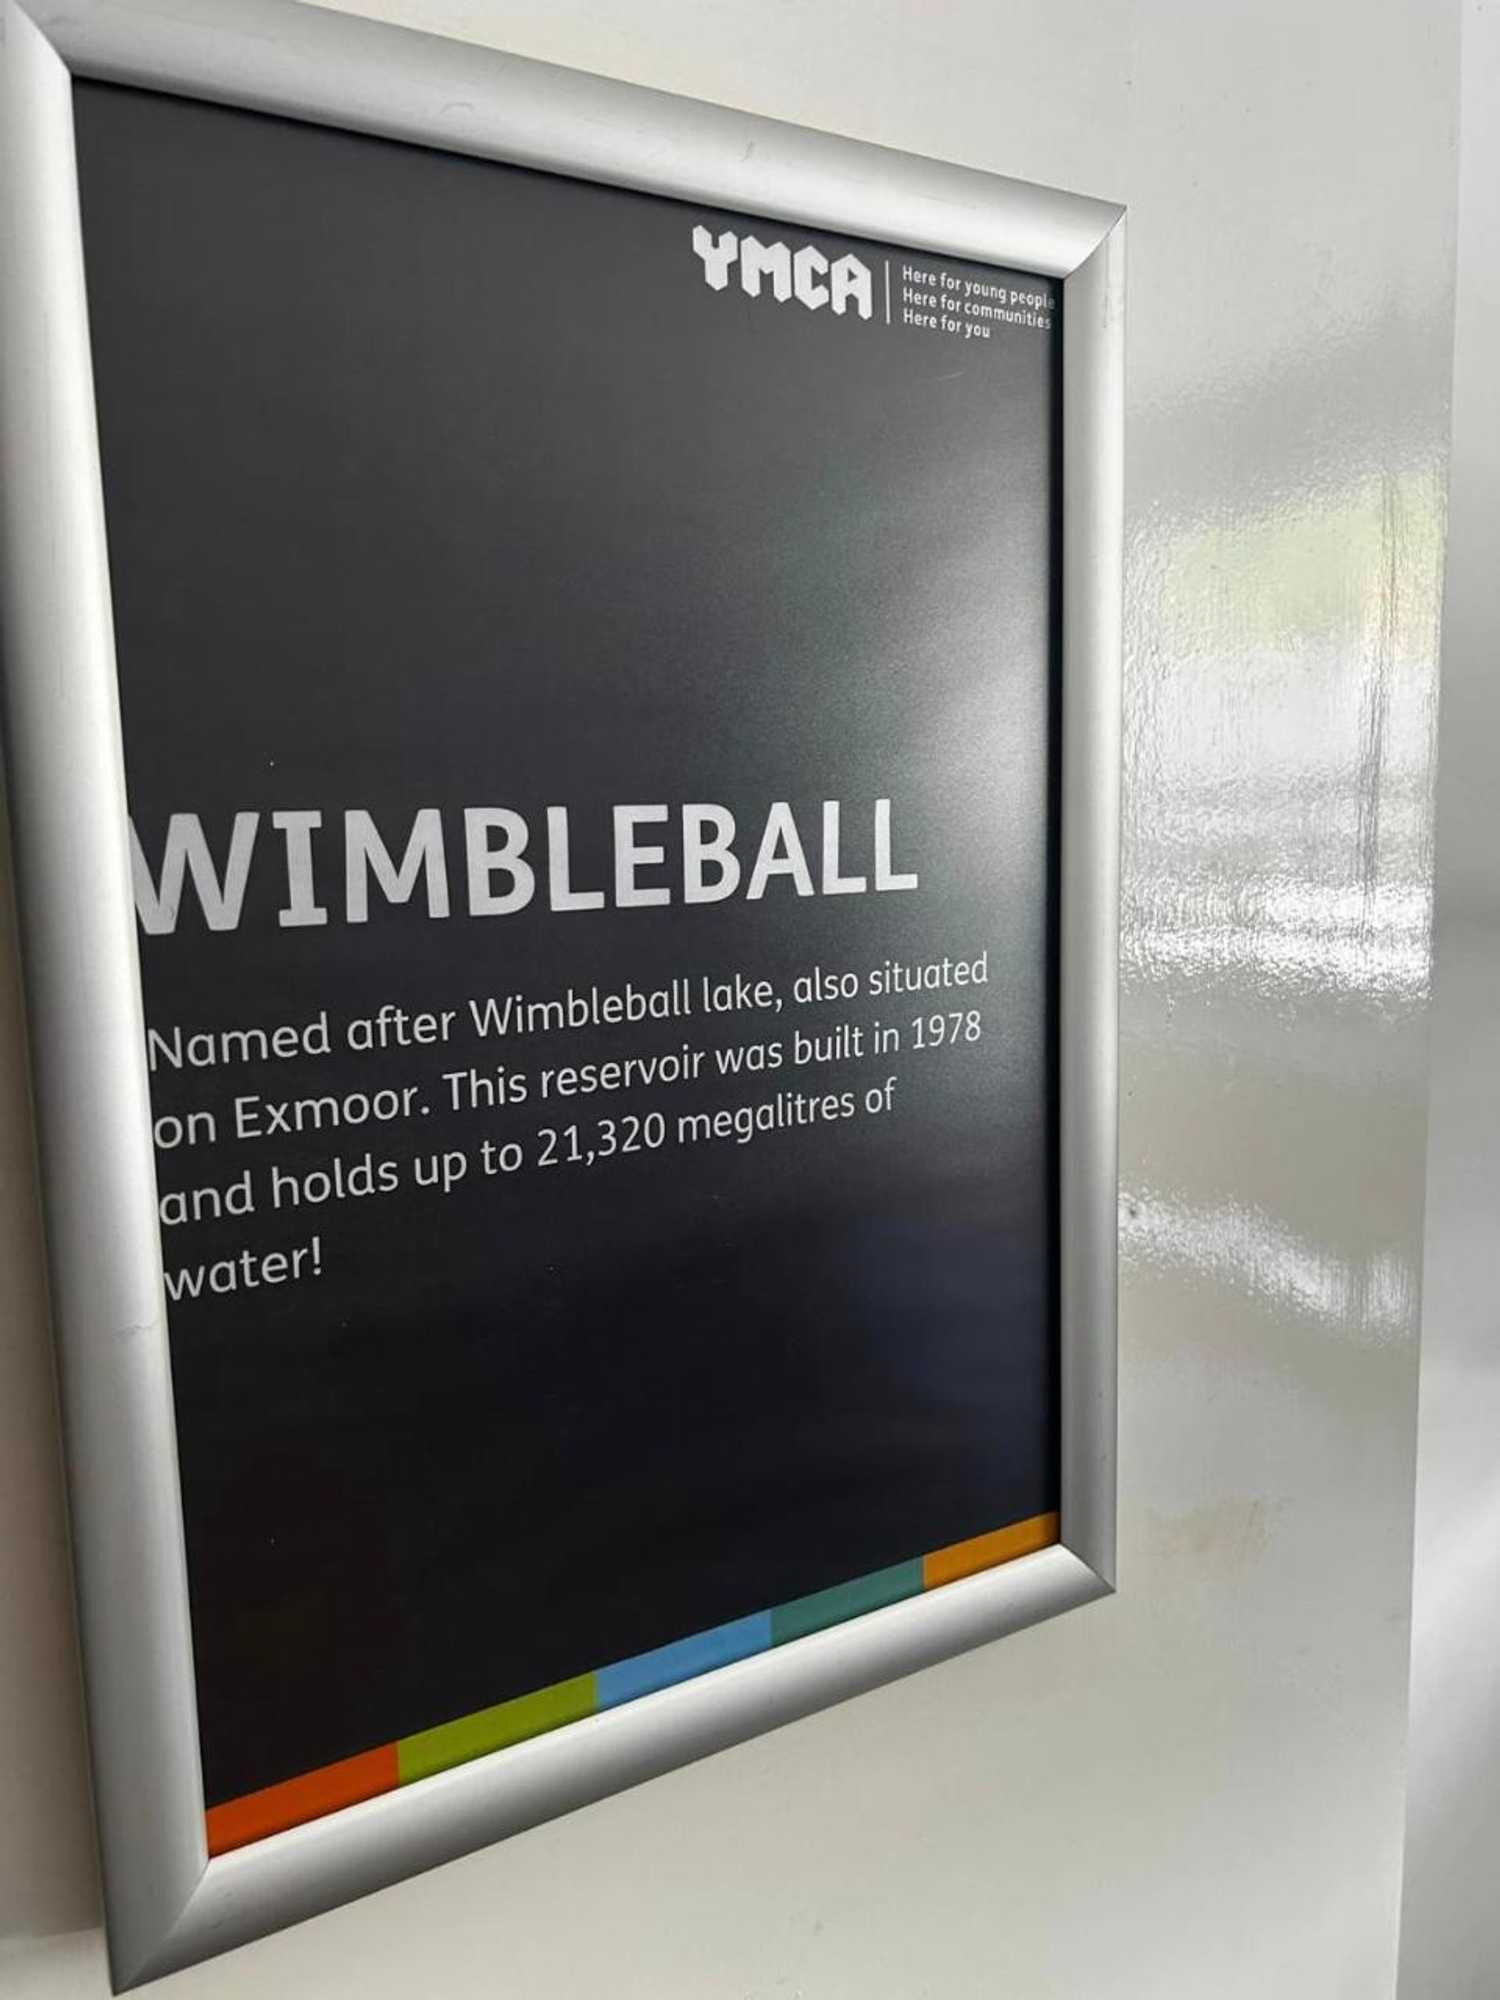 YMCA
Here for young people
Here for communities
Here for you
WIMBLEBALL
Named after Wimbleball lake, also situated
on Exmoor. This reservoir was built in 1978
and holds up to 21,320 megalitres of
water!